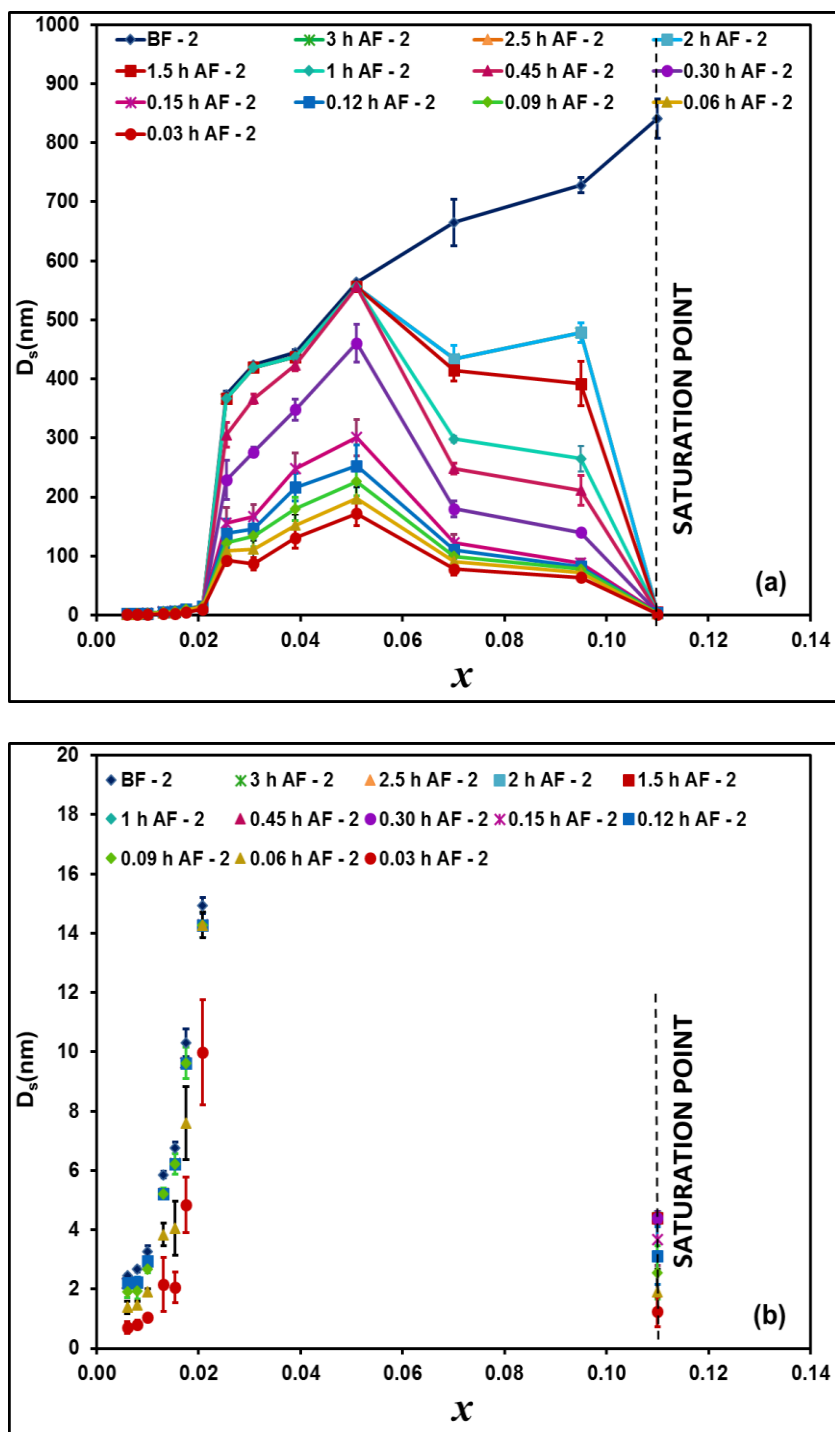 1000
900
800
700
600
500
400
300
200
100
0
Dₛ(nm)
BF - 2 3 h AF - 2 2.5 h AF - 2 2 h AF - 2
1.5 h AF - 2 1 h AF - 2 0.45 h AF - 2 0.30 h AF - 2
0.15 h AF - 2 0.12 h AF - 2 0.09 h AF - 2 0.06 h AF - 2
0.03 h AF - 2
SATURATION POINT
(a)
0.00 0.02 0.04 0.06 0.08 0.10 0.12 0.14
x
20
18
16
14
12
10
8
6
4
2
0
Dₛ(nm)
BF - 2 3 h AF - 2 2.5 h AF - 2 2 h AF - 2 1.5 h AF - 2
1 h AF - 2 0.45 h AF - 2 0.30 h AF - 2 0.15 h AF - 2 0.12 h AF - 2
0.09 h AF - 2 0.06 h AF - 2 0.03 h AF - 2
SATURATION POINT
(b)
0.00 0.02 0.04 0.06 0.08 0.10 0.12 0.14
x